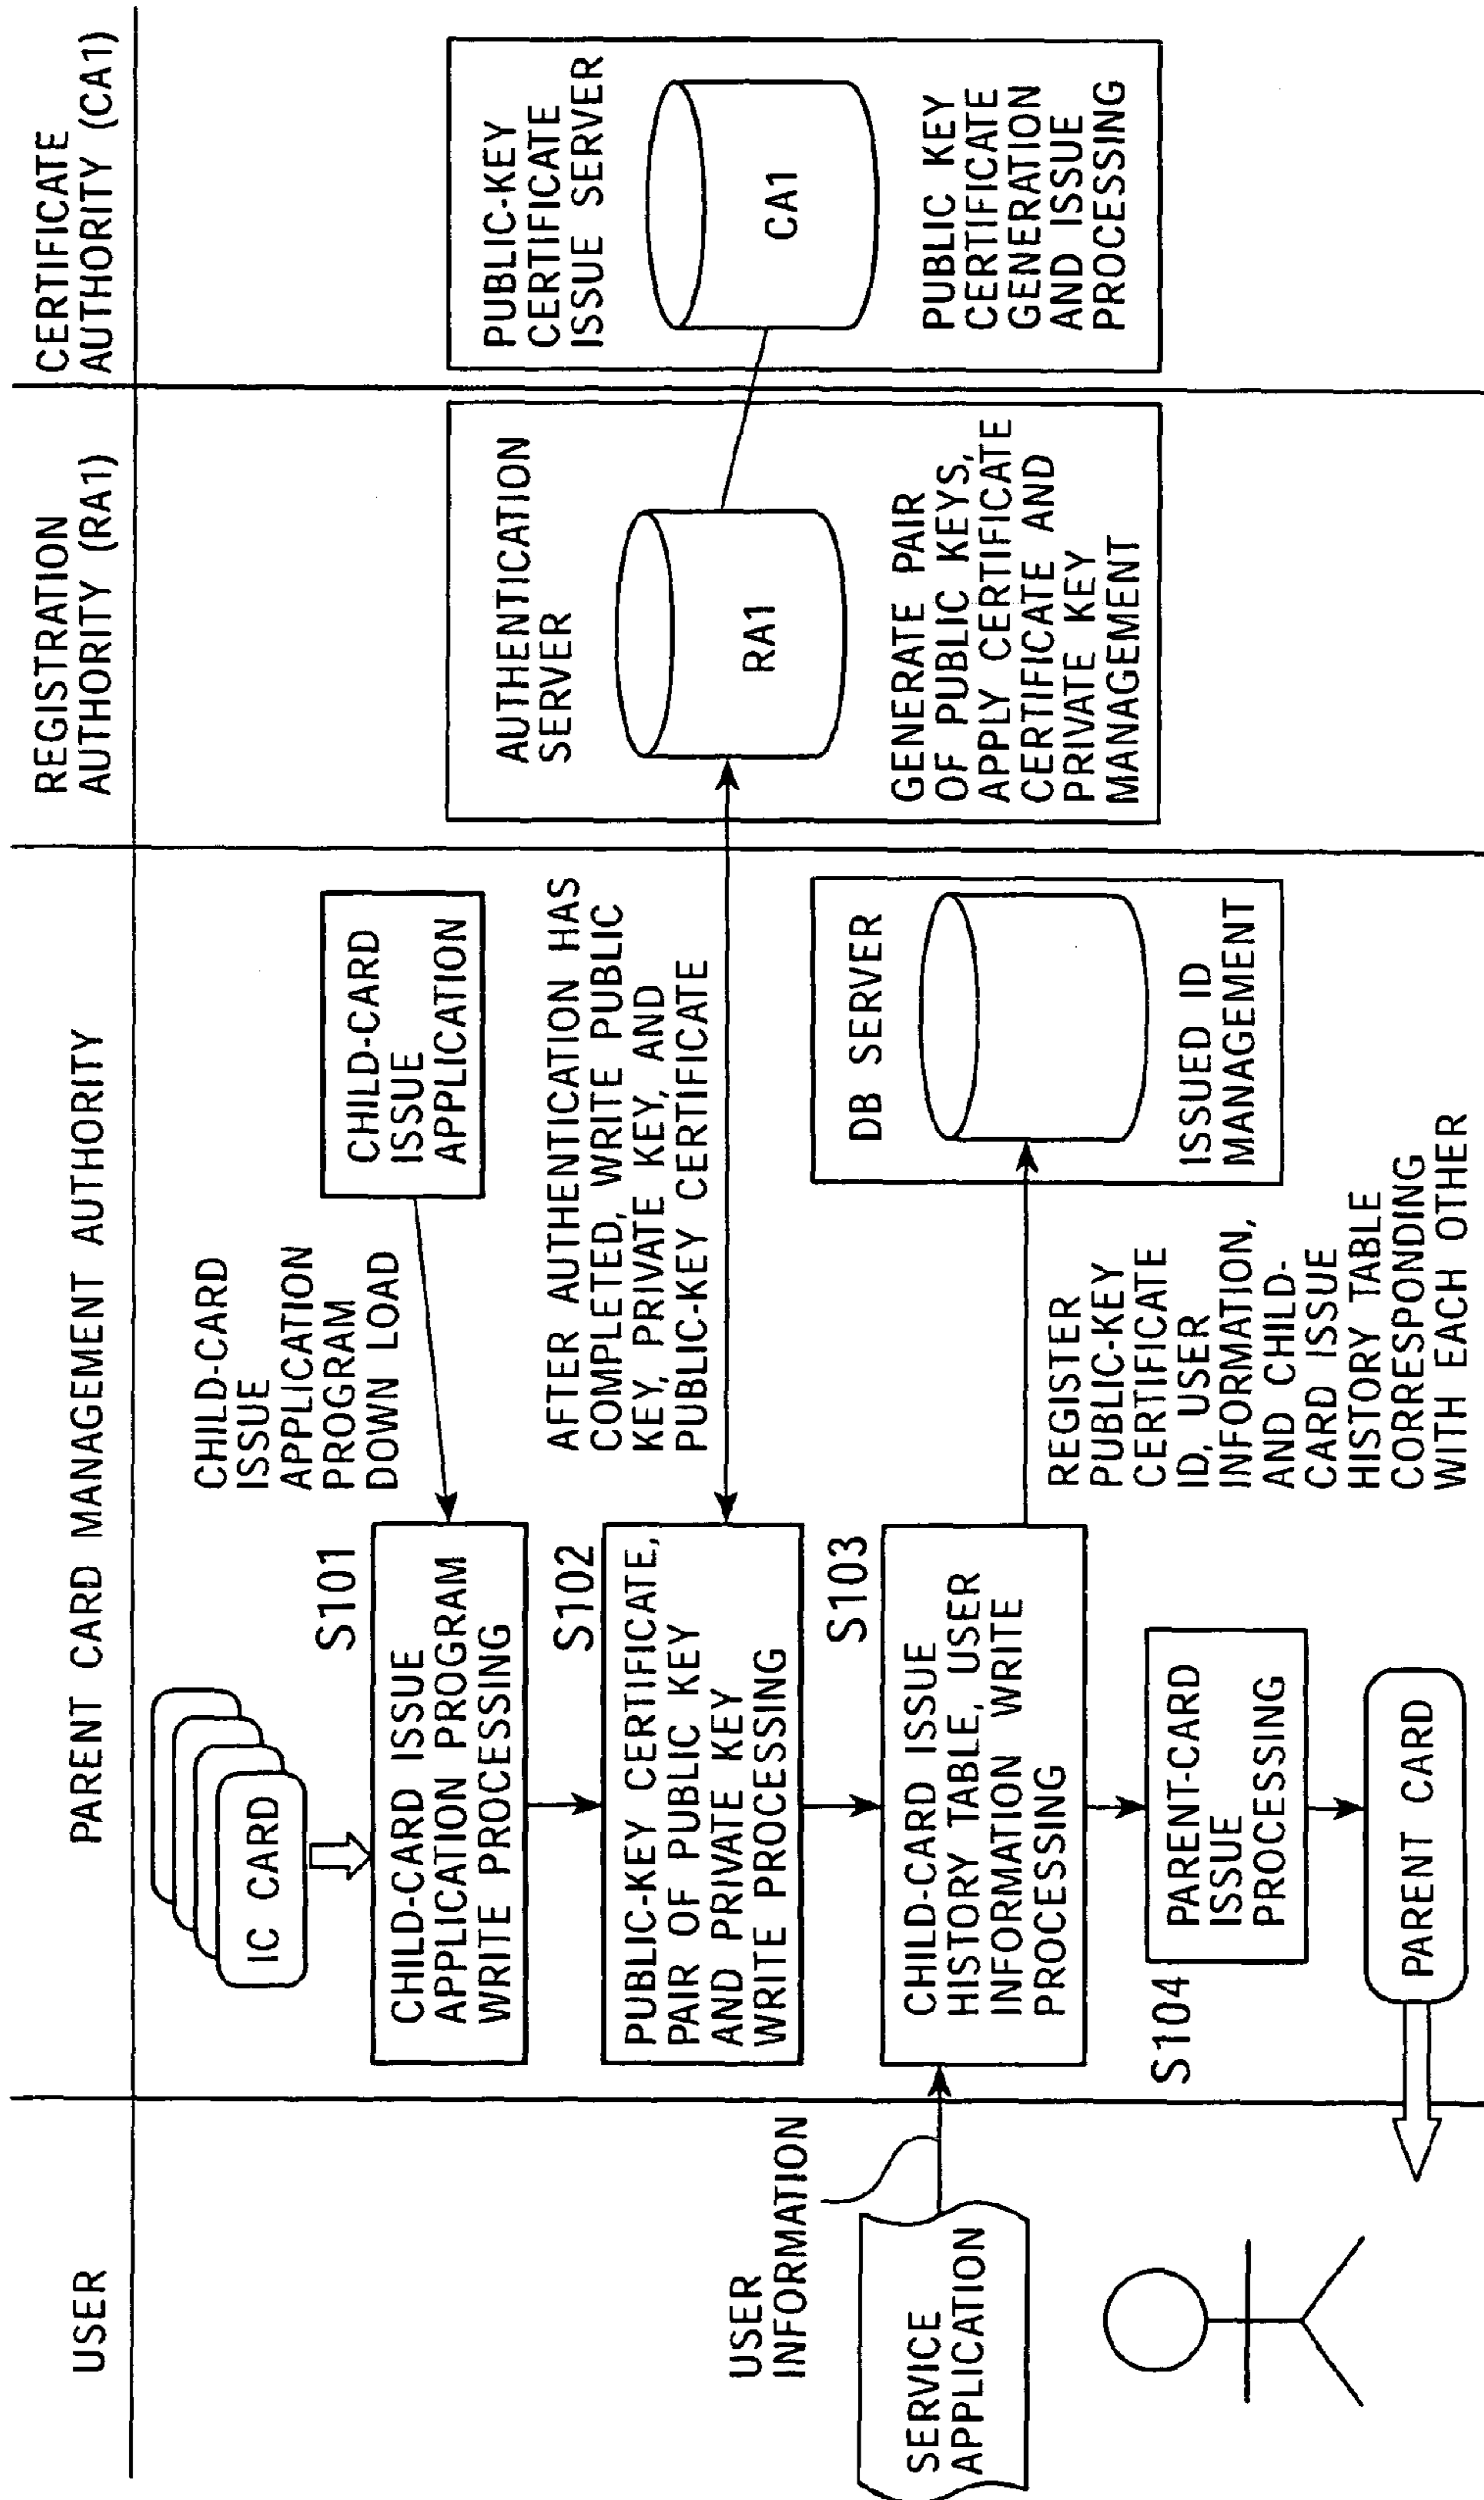 USER
PARENT CARD MANAGEMENT AUTHORITY
REGISTRATION
AUTHORITY (RA1)
CERTIFICATE
AUTHORITY (CA1)
IC CARD
CHILD-CARD
ISSUE
APPLICATION
PROGRAM
DOWN LOAD
CHILD-CARD
ISSUE
APPLICATION
S101
CHILD-CARD ISSUE
APPLICATION PROGRAM
WRITE PROCESSING
AFTER AUTHENTICATION HAS
COMPLETED, WRITE PUBLIC
KEY, PRIVATE KEY, AND
PUBLIC-KEY CERTIFICATE
S102
PUBLIC-KEY CERTIFICATE,
PAIR OF PUBLIC KEY
AND PRIVATE KEY
WRITE PROCESSING
AUTHENTICATION
SERVER
RA1
GENERATE PAIR
OF PUBLIC KEYS,
APPLY CERTIFICATE
CERTIFICATE AND
PRIVATE KEY
MANAGEMENT
PUBLIC-KEY
CERTIFICATE
ISSUE SERVER
CA1
PUBLIC KEY
CERTIFICATE
GENERATION
AND ISSUE
PROCESSING
USER
INFORMATION
SERVICE
APPLICATION
S103
CHILD-CARD ISSUE
HISTORY TABLE, USER
INFORMATION WRITE
PROCESSING
DB SERVER
ISSUED ID
MANAGEMENT
REGISTER
PUBLIC-KEY
CERTIFICATE
ID, USER
INFORMATION,
AND CHILD-
CARD ISSUE
HISTORY TABLE
CORRESPONDING
WITH EACH OTHER
S104
PARENT-CARD
ISSUE
PROCESSING
PARENT CARD